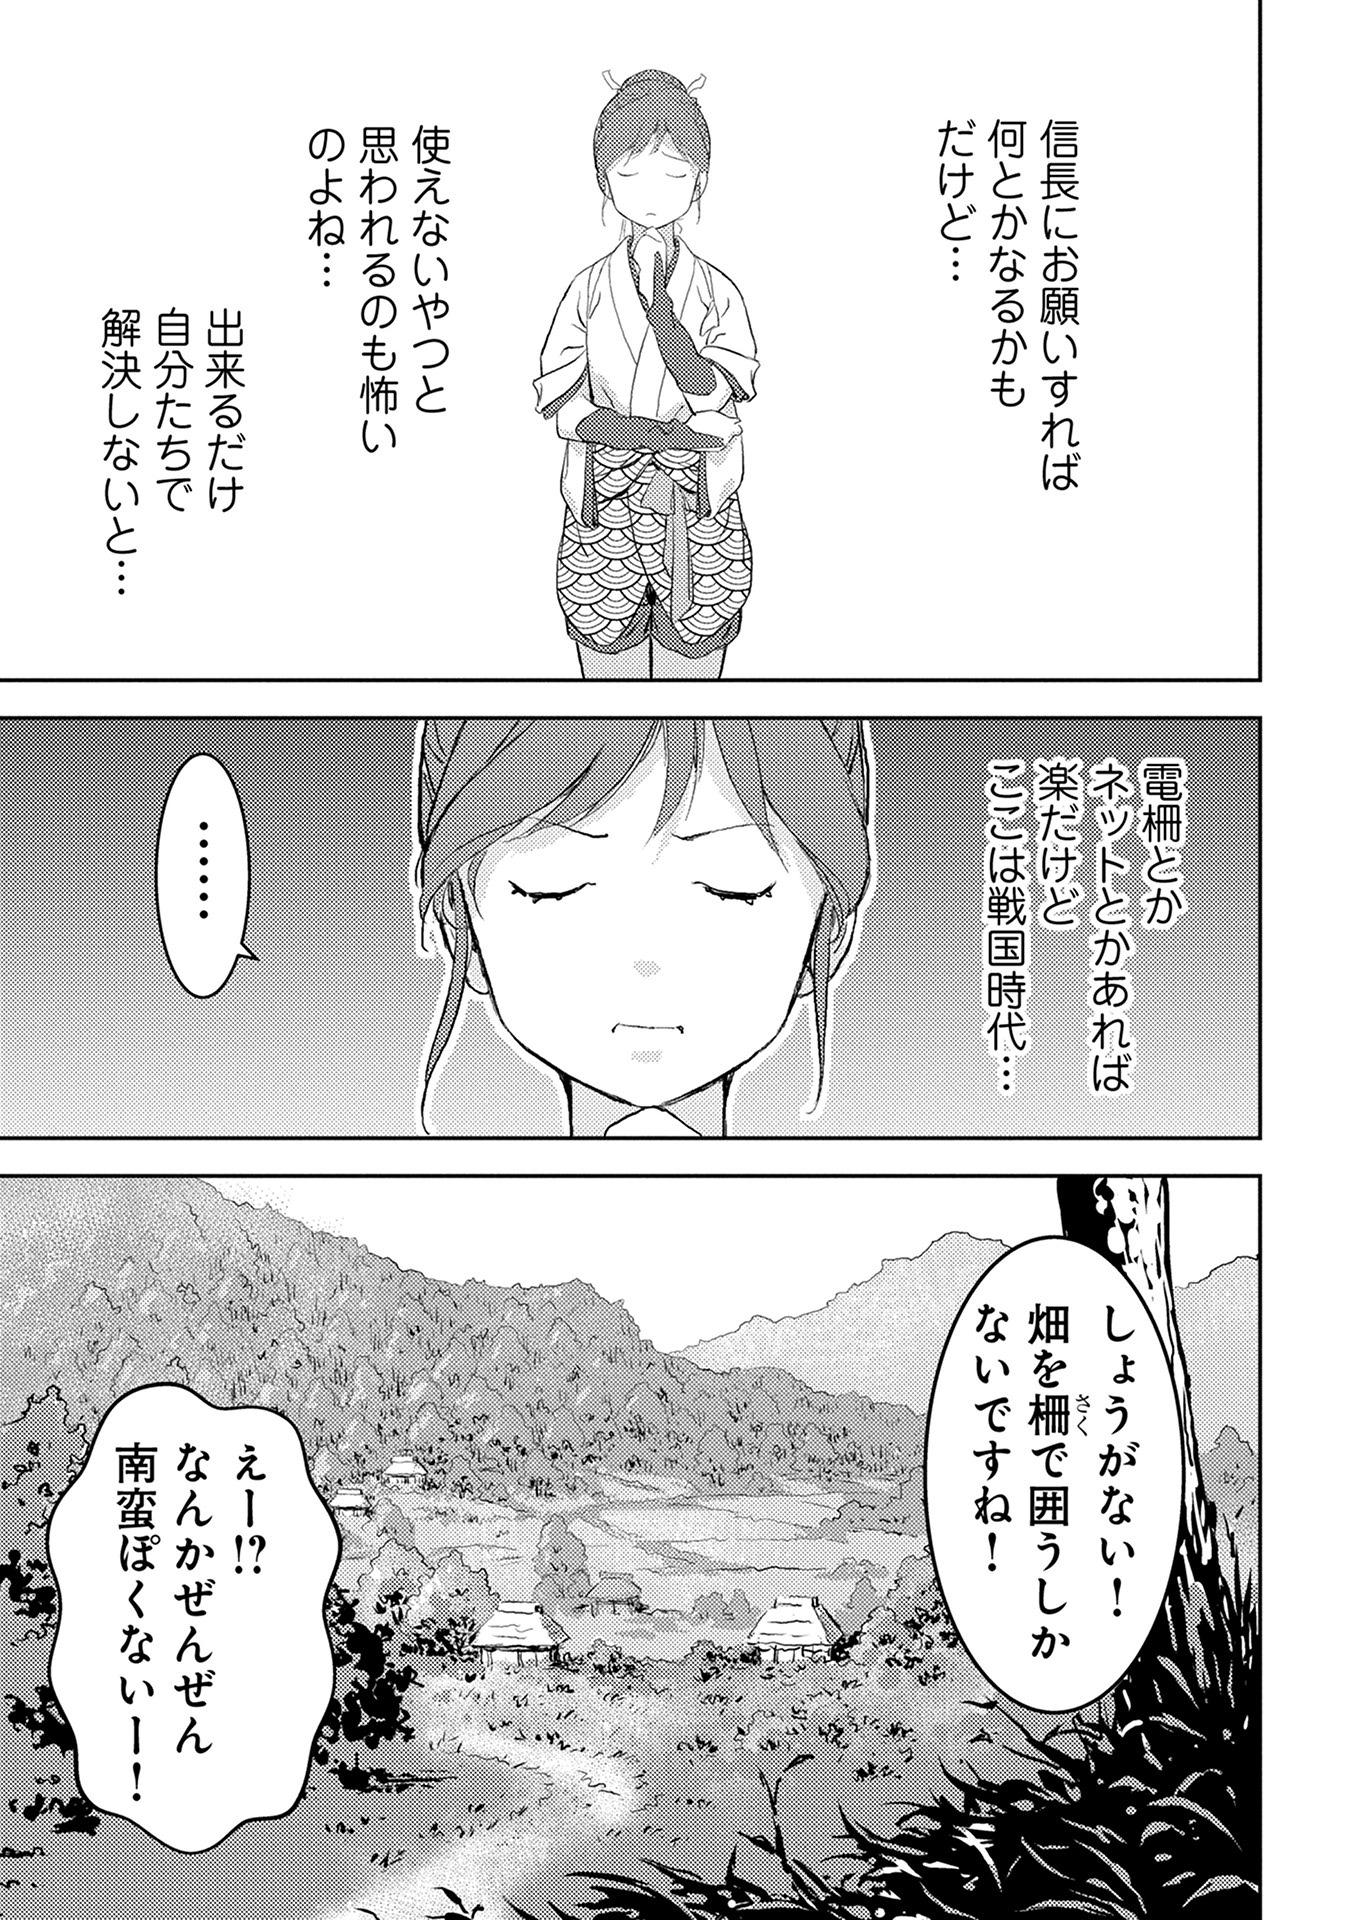 信長にお願いすれば
何とかなるかも
だけど…
使えないやつと
思われるのも怖い
のよね…
出来るだけ
自分たちで
解決しないと…
電柵とか
ネットとかあれば
楽だけど
ここは戦国時代…
………
しょうがない！
畑を柵で囲うしか
さく
ないですね！
えー!?
なんかぜんぜん
南蛮ぽくないー！